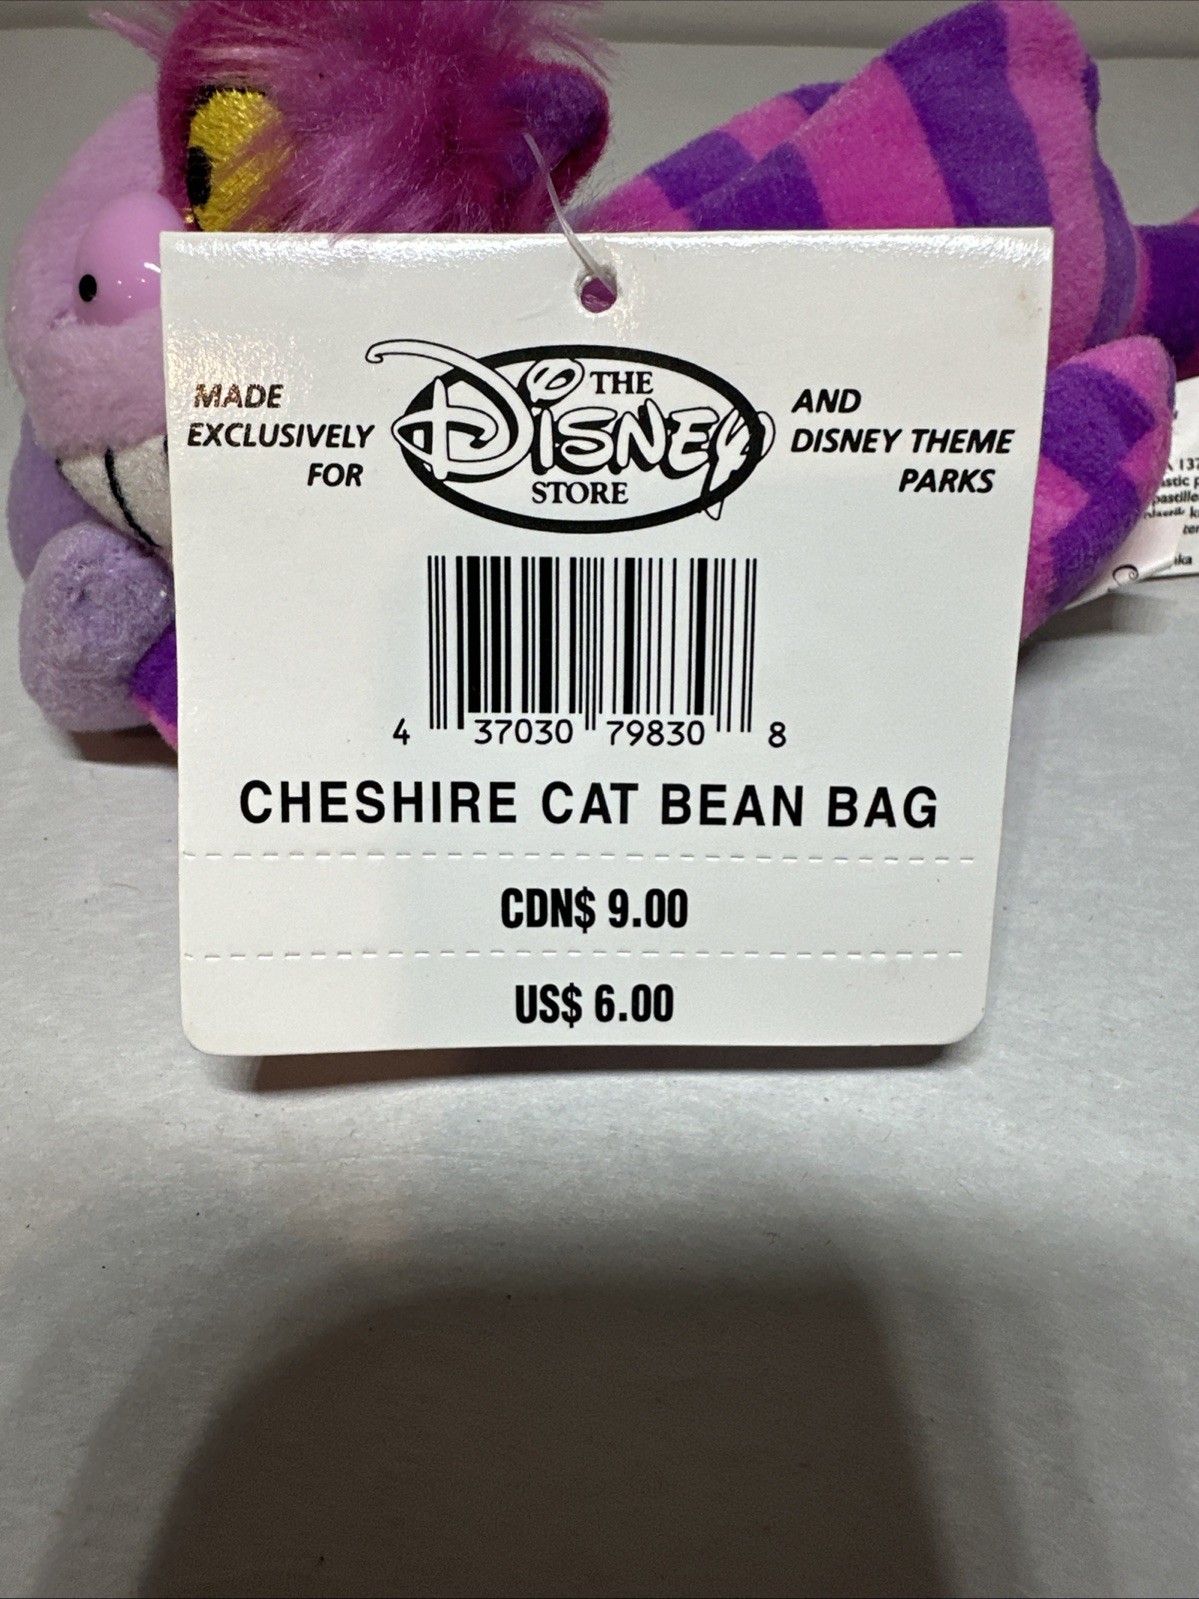 MADE
EXCLUSIVELY
FOR
THE
DISNEY
STORE
AND
DISNEY THEME
PARKS
4 37030 79830 8
CHESHIRE CAT BEAN BAG
CDN$ 9.00
US$ 6.00
137